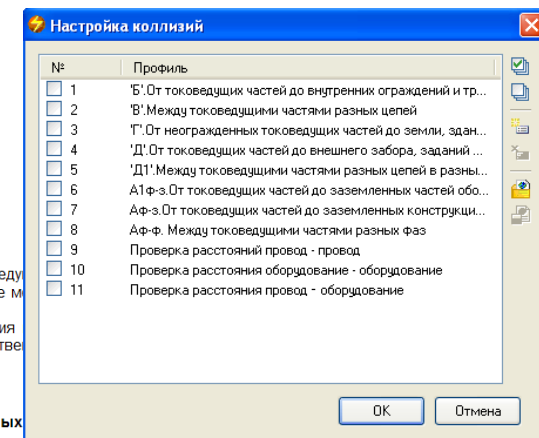 Настройка коллизий
№ Профиль
1 'Б'.От токоведущих частей до внутренних ограждений и тр...
2 'В'.Между токоведущими частями разных цепей
3 'Г'.От неогражденных токоведущих частей до земли, здан...
4 'Д'.От токоведущих частей до внешнего забора, заданий ...
5 'Д1'.Между токоведущими частями разных цепей в разны...
6 А1ф-з.От токоведущих частей до заземленных частей обо...
7 Аф-з.От токоведущих частей до заземленных конструкци...
8 Аф-ф. Между токоведущими частями разных фаз
9 Проверка расстояний провод - провод
10 Проверка расстояния оборудование - оборудование
11 Проверка расстояния провод - оборудование
еду
е м
ия
тве
OK Отмена
ых